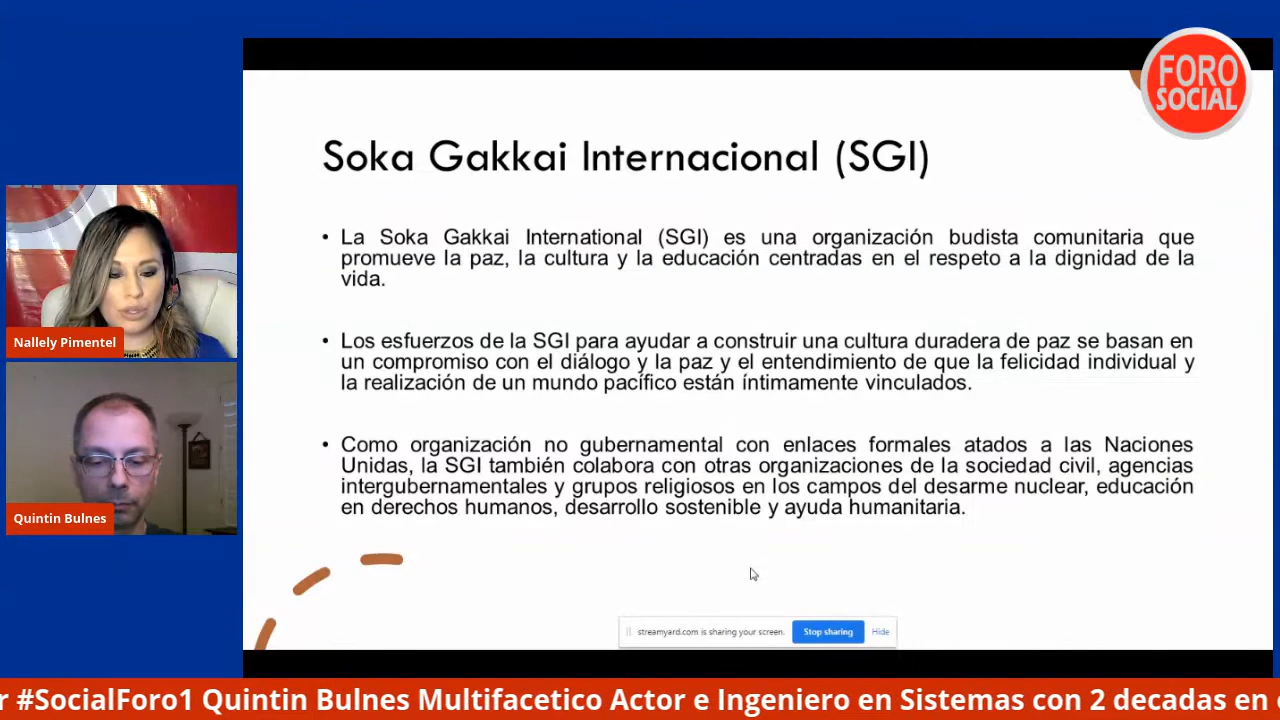 FORO
SOCIAL
Soka Gakkai Internacional (SGI)
• La Soka Gakkai International (SGI) es una organización budista comunitaria que
promueve la paz, la cultura y la educación centradas en el respeto a la dignidad de la
vida.
• Los esfuerzos de la SGI para ayudar a construir una cultura duradera de paz se basan en
un compromiso con el diálogo y la paz y el entendimiento de que la felicidad individual y
la realización de un mundo pacífico están íntimamente vinculados.
• Como organización no gubernamental con enlaces formales atados a las Naciones
Unidas, la SGI también colabora con otras organizaciones de la sociedad civil, agencias
intergubernamentales y grupos religiosos en los campos del desarme nuclear, educación
en derechos humanos, desarrollo sostenible y ayuda humanitaria.
Nallely Pimentel
Quintin Bulnes
streamyard.com is sharing your screen. Stop sharing Hide
#SocialForo1 Quintin Bulnes Multifacetico Actor e Ingeniero en Sistemas con 2 decadas en